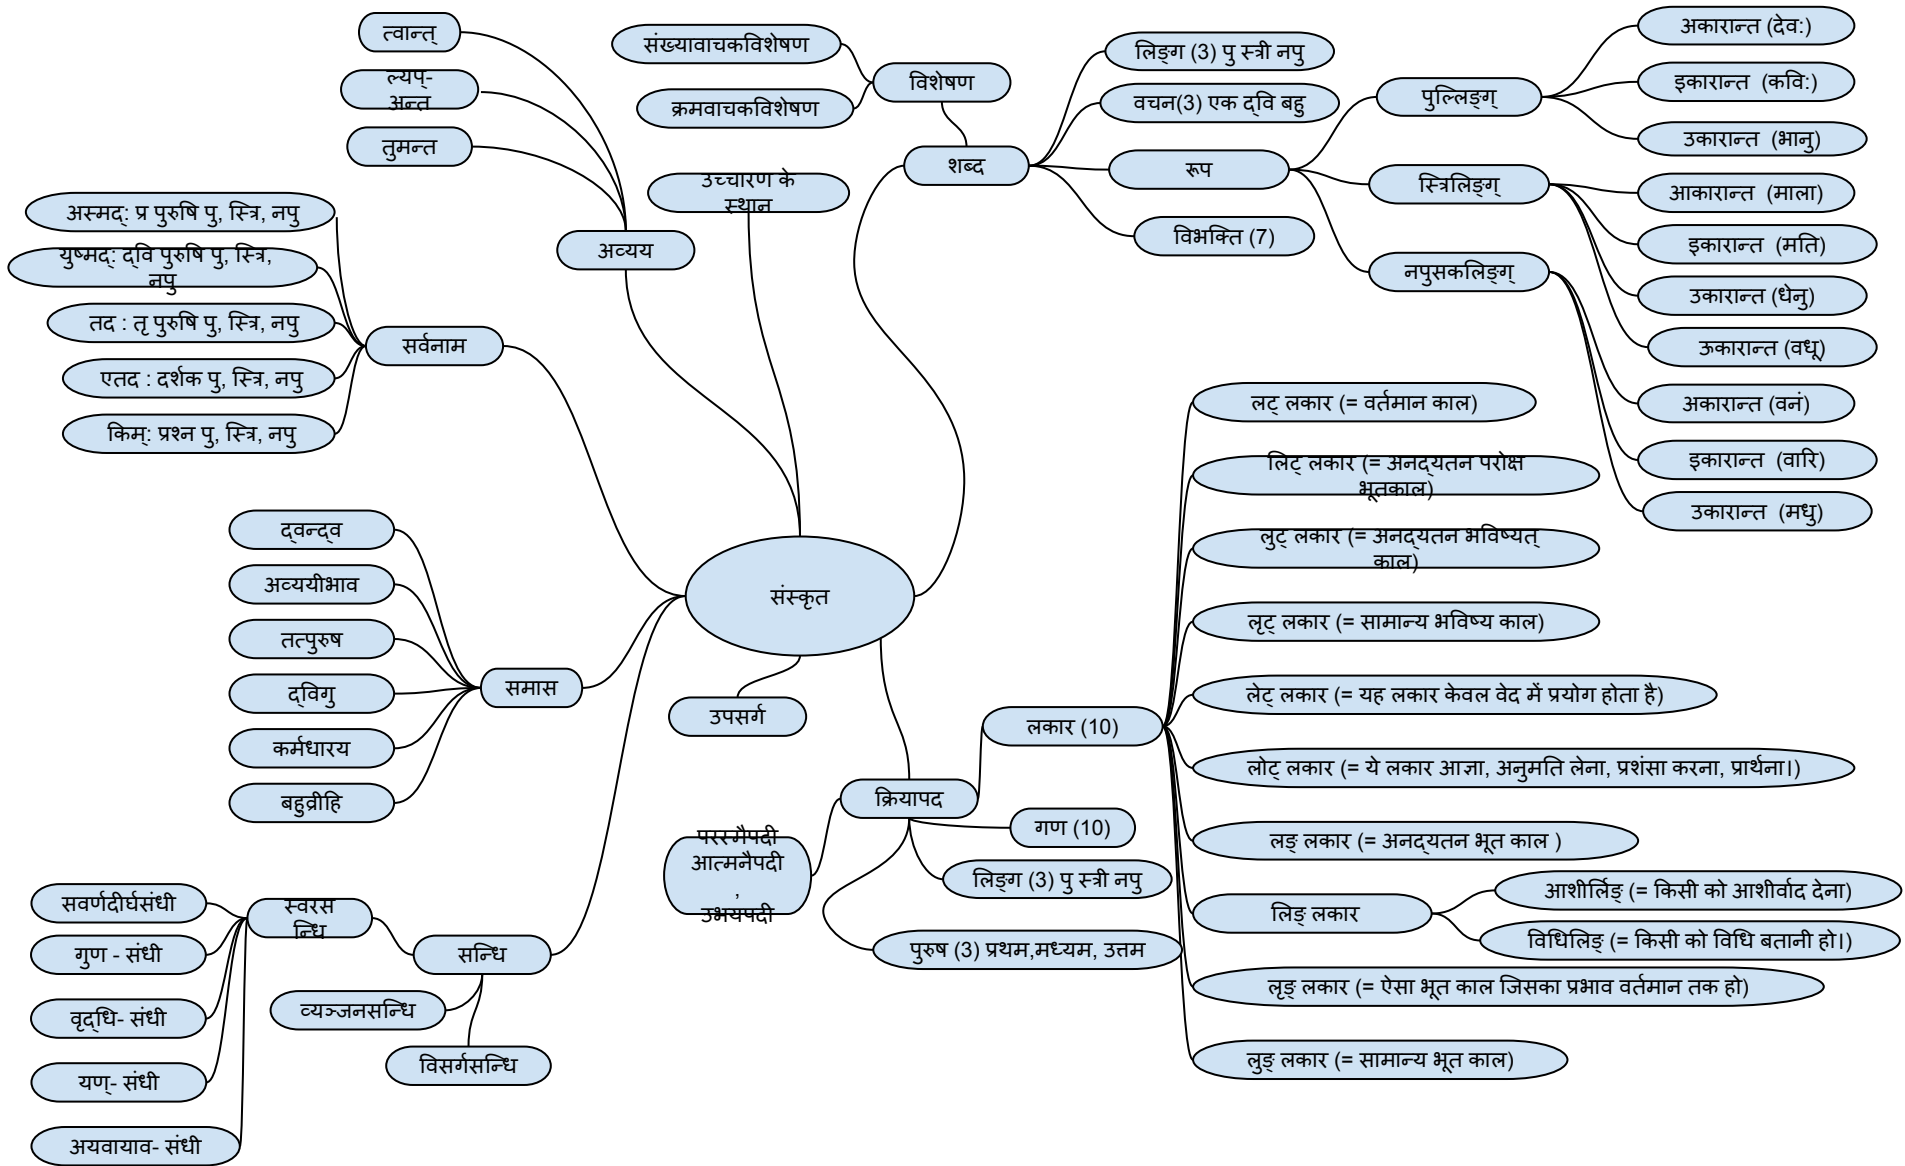 त्वान्त्
ल्यप्-
अन्त
तुमन्त
अव्यय
संख्यावाचकविशेषण
क्रमवाचकविशेषण
विशेषण
उच्चारण के
स्थान
शब्द
लिङ्ग (3) पु स्त्री नपु
वचन(3) एक द्वि बहु
रूप
विभक्ति (7)
पुल्लिङ्ग्
स्त्रिलिङ्ग्
नपुसकलिङ्ग्
अकारान्त (देव:)
इकारान्त (कवि:)
उकारान्त (भानु)
आकारान्त (माला)
इकारान्त (मति)
उकारान्त (धेनु)
ऊकारान्त (वधू)
अकारान्त (वनं)
इकारान्त (वारि)
उकारान्त (मधु)
अस्मद्: प्र पुरुषि पु, स्त्रि, नपु
युष्मद्: द्वि पुरुषि पु, स्त्रि,
नपु
तद : तृ पुरुषि पु, स्त्रि, नपु
एतद : दर्शक पु, स्त्रि, नपु
किम्: प्रश्न पु, स्त्रि, नपु
सर्वनाम
संस्कृत
द्वन्द्व
अव्ययीभाव
तत्पुरुष
द्विगु
कर्मधारय
बहुव्रीहि
समास
उपसर्ग
लकार (10)
क्रियापद
गण (10)
लिङ्ग (3) पु स्त्री नपु
पुरुष (3) प्रथम,मध्यम, उत्तम
परस्मैपदी
आत्मनैपदी
,
उभयपदी
लट् लकार (= वर्तमान काल)
लिट् लकार (= अनद्यतन परोक्ष
भूतकाल)
लुट् लकार (= अनद्यतन भविष्यत्
काल)
लृट् लकार (= सामान्य भविष्य काल)
लेट् लकार (= यह लकार केवल वेद में प्रयोग होता है)
लोट् लकार (= ये लकार आज्ञा, अनुमति लेना, प्रशंसा करना, प्रार्थना।)
लङ् लकार (= अनद्यतन भूत काल )
लिङ् लकार
आशीर्लिङ् (= किसी को आशीर्वाद देना)
विधिलिङ् (= किसी को विधि बतानी हो।)
लृङ् लकार (= ऐसा भूत काल जिसका प्रभाव वर्तमान तक हो)
लुङ् लकार (= सामान्य भूत काल)
सवर्णदीर्घसंधी
गुण - संधी
वृद्धि- संधी
यण्- संधी
अयवायाव- संधी
स्वरस
न्धि
सन्धि
व्यञ्जनसन्धि
विसर्गसन्धि